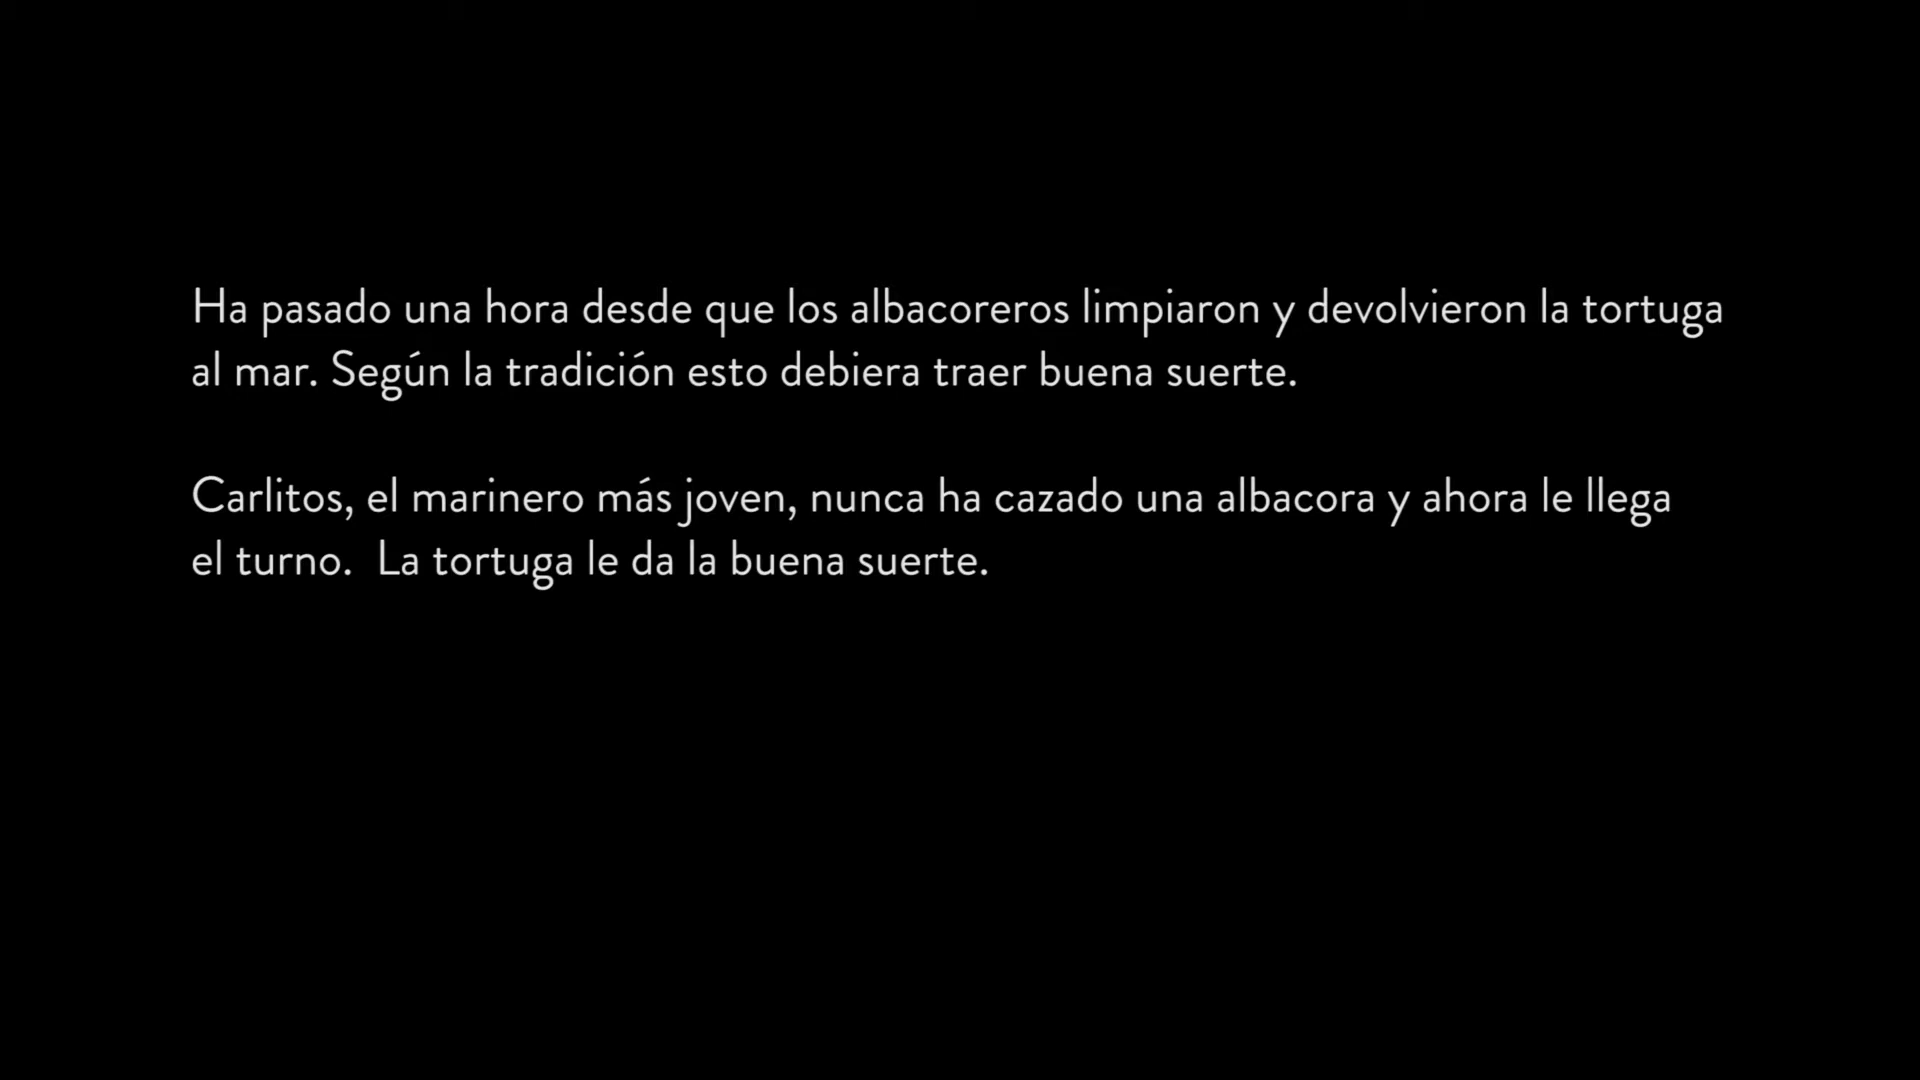 Ha pasado una hora desde que los albacoreros limpiaron y devolvieron la tortuga
al mar. Según la tradición esto debiera traer buena suerte.
Carlitos, el marinero más joven, nunca ha cazado una albacora y ahora le llega
el turno.  La tortuga le da la buena suerte.